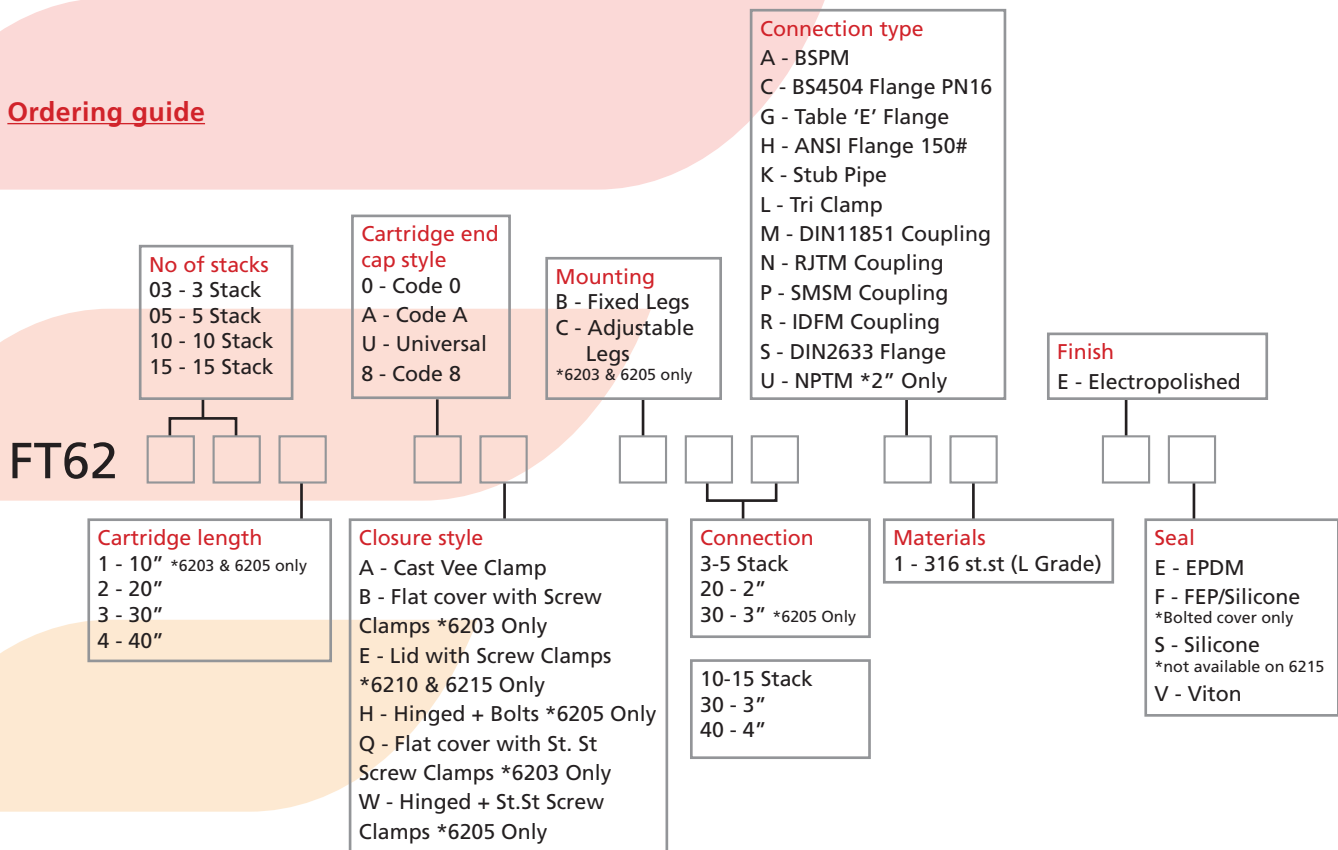 Ordering guide
No of stacks
03 - 3 Stack
05 - 5 Stack
10 - 10 Stack
15 - 15 Stack
Cartridge end
cap style
0 - Code 0
A - Code A
U - Universal
8 - Code 8
Mounting
B - Fixed Legs
C - Adjustable
Legs
*6203 & 6205 only
Connection type
A - BSPM
C - BS4504 Flange PN16
G - Table ‘E’ Flange
H - ANSI Flange 150#
K - Stub Pipe
L - Tri Clamp
M - DIN11851 Coupling
N - RJTM Coupling
P - SMSM Coupling
R - IDFM Coupling
S - DIN2633 Flange
U - NPTM *2” Only
Finish
E - Electropolished
FT62
Cartridge length
1 - 10” *6203 & 6205 only
2 - 20”
3 - 30”
4 - 40”
Closure style
A - Cast Vee Clamp
B - Flat cover with Screw
Clamps *6203 Only
E - Lid with Screw Clamps
*6210 & 6215 Only
H - Hinged + Bolts *6205 Only
Q - Flat cover with St. St
Screw Clamps *6203 Only
W - Hinged + St.St Screw
Clamps *6205 Only
Connection
3-5 Stack
20 - 2”
30 - 3” *6205 Only
10-15 Stack
30 - 3”
40 - 4”
Materials
1 - 316 st.st (L Grade)
Seal
E - EPDM
F - FEP/Silicone
*Bolted cover only
S - Silicone
*not available on 6215
V - Viton